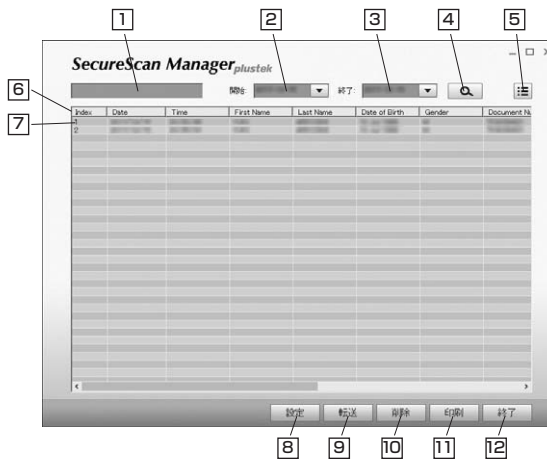 1 2 3 4 5
SecureScan Manager plustek
開始: 終了:
6
Index Date Time First Name Last Name Date of Birth Gender Document Nu
7
1
2
設定 転送 削除 印刷 終了
8 9 10 11 12